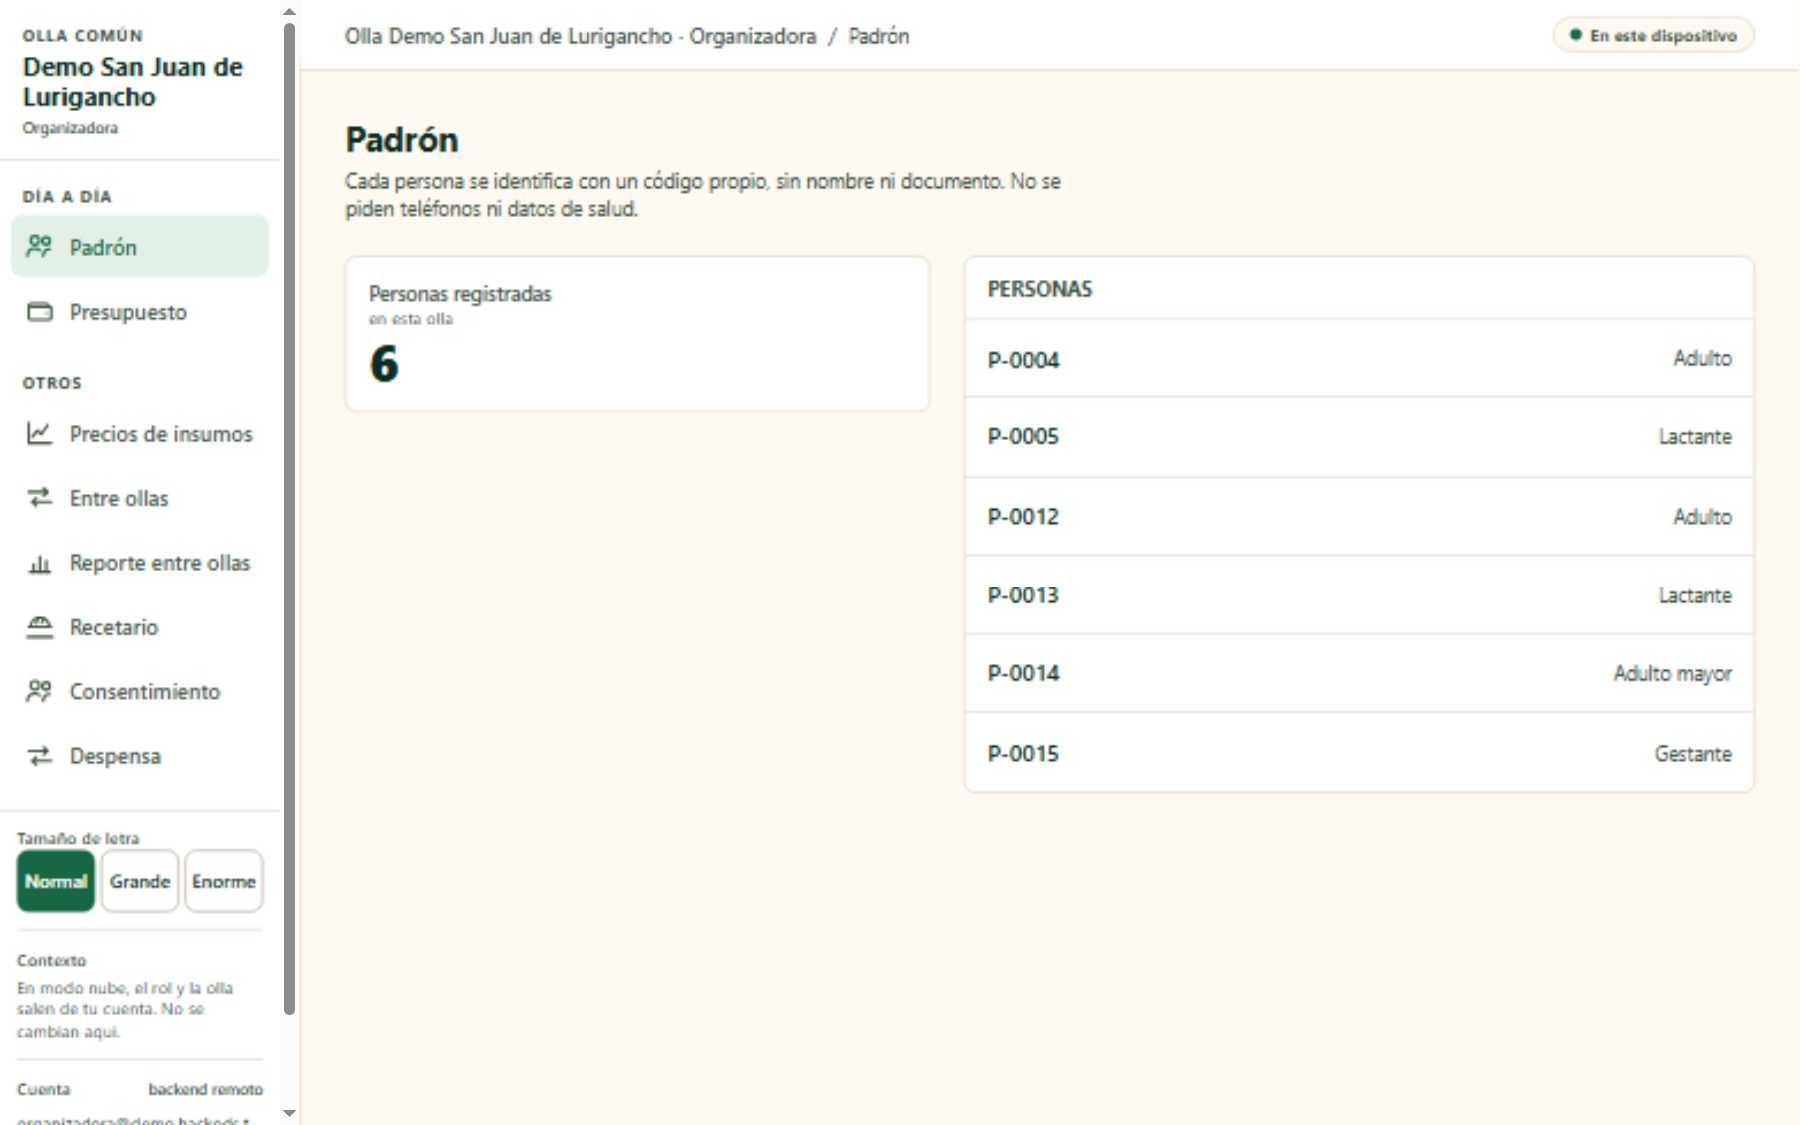 OLLA COMÚN
Demo San Juan de
Lurigancho
Organizadora
DÍA A DÍA
Padrón
Presupuesto
OTROS
Precios de insumos
Entre ollas
Reporte entre ollas
Recetario
Consentimiento
Despensa
Tamaño de letra
Normal Grande Enorme
Contexto
En modo nube, el rol y la olla
salen de tu cuenta. No se
cambian aquí.
Cuenta backend remoto
Olla Demo San Juan de Lurigancho · Organizadora / Padrón
En este dispositivo
Padrón
Cada persona se identifica con un código propio, sin nombre ni documento. No se
piden teléfonos ni datos de salud.
Personas registradas
en esta olla
6
PERSONAS
P-0004 Adulto
P-0005 Lactante
P-0012 Adulto
P-0013 Lactante
P-0014 Adulto mayor
P-0015 Gestante